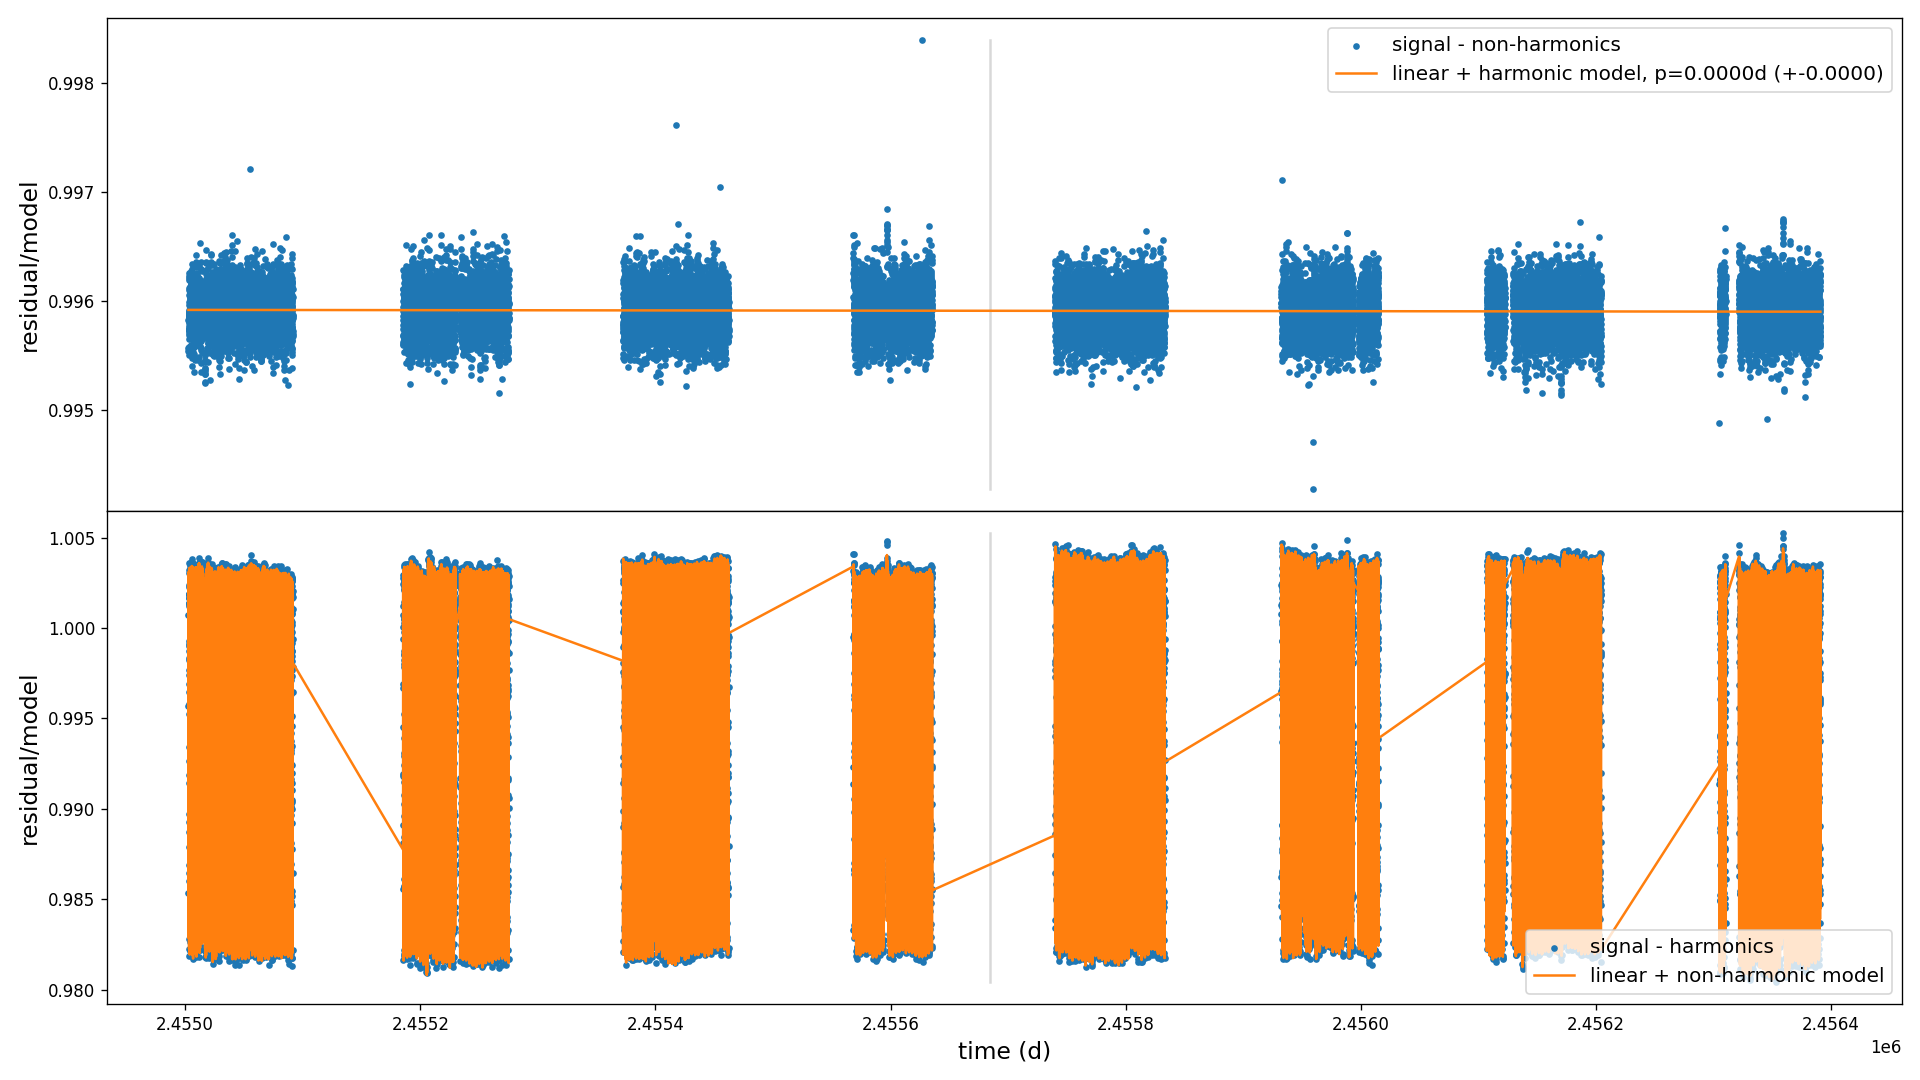 signal - non-harmonics
linear + harmonic model, p=0.0000d (+-0.0000)
0.998
0.997
0.996
0.995
residual/model
1.005
1.000
0.995
0.990
0.985
0.980
residual/model
signal - harmonics
linear + non-harmonic model
2.4550 2.4552 2.4554 2.4556 2.4558 2.4560 2.4562 2.4564
1e6
time (d)